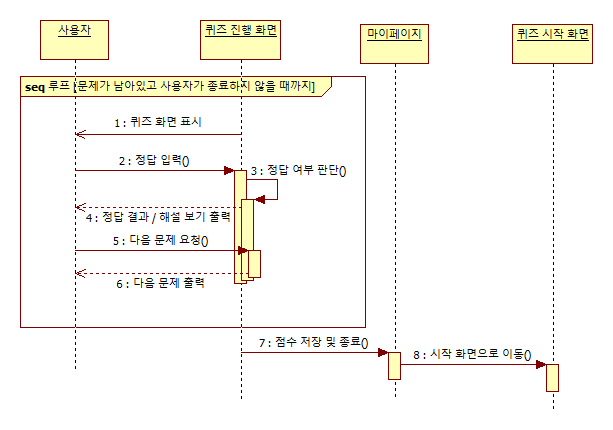 사용자
퀴즈 진행 화면
마이페이지
퀴즈 시작 화면
seq 루프 [문제가 남아있고 사용자가 종료하지 않을 때까지]
1 : 퀴즈 화면 표시
2 : 정답 입력()
3 : 정답 여부 판단()
4 : 정답 결과 / 해설 보기 출력
5 : 다음 문제 요청()
6 : 다음 문제 출력
7 : 점수 저장 및 종료()
8 : 시작 화면으로 이동()